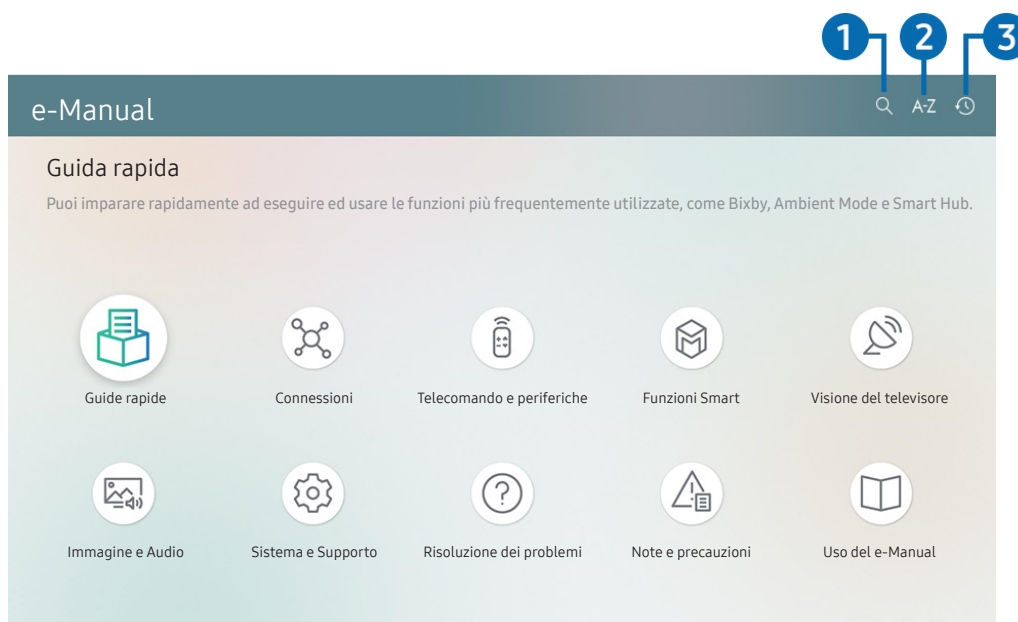 1 2 3
e-Manual A-Z
Guida rapida
Puoi imparare rapidamente ad eseguire ed usare le funzioni più frequentemente utilizzate, come Bixby, Ambient Mode e Smart Hub.
Guide rapide Connessioni Telecomando e periferiche Funzioni Smart Visione del televisore
Immagine e Audio Sistema e Supporto Risoluzione dei problemi Note e precauzioni Uso del e-Manual